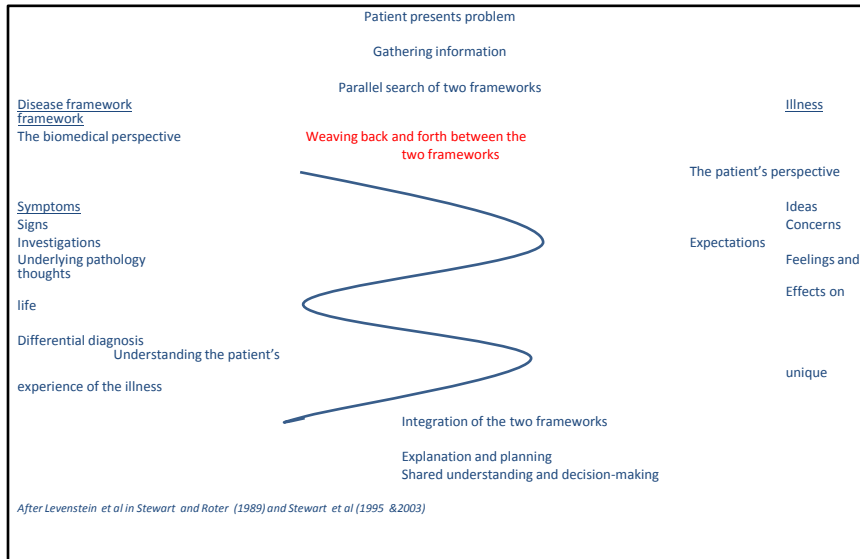 Patient presents problem
Gathering information
Parallel search of two frameworks
Disease framework Illness
framework
The biomedical perspective Weaving back and forth between the
two frameworks
The patient's perspective
Symptoms Ideas
Signs Concerns
Investigations Expectations
Underlying pathology Feelings and
thoughts
Effects on
life
Differential diagnosis
Understanding the patient's
unique
experience of the illness
Integration of the two frameworks
Explanation and planning
Shared understanding and decision-making
After Levenstein et al in Stewart and Roter (1989) and Stewart et al (1995 &2003)